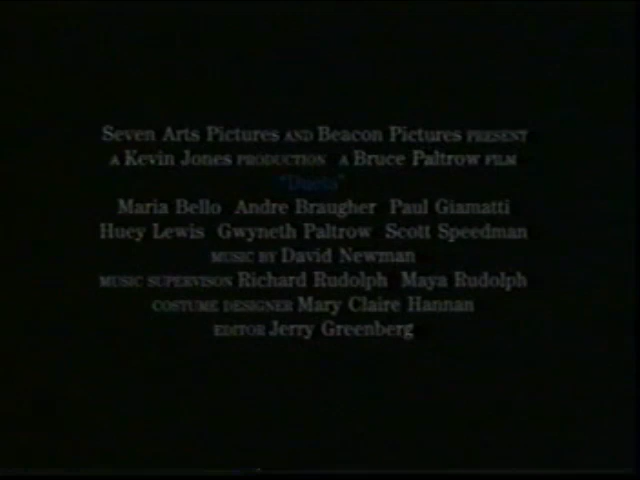 Seven Arts Pictures AND Beacon Pictures PRESENT
A Kevin Jones PRODUCTION A Bruce Paltrow FILM
"Duets"
Maria Bello Andre Braugher Paul Giamatti
Huey Lewis Gwyneth Paltrow Scott Speedman
MUSIC BY David Newman
MUSIC SUPERVISON Richard Rudolph Maya Rudolph
COSTUME DESIGNER Mary Claire Hannan
EDITOR Jerry Greenberg